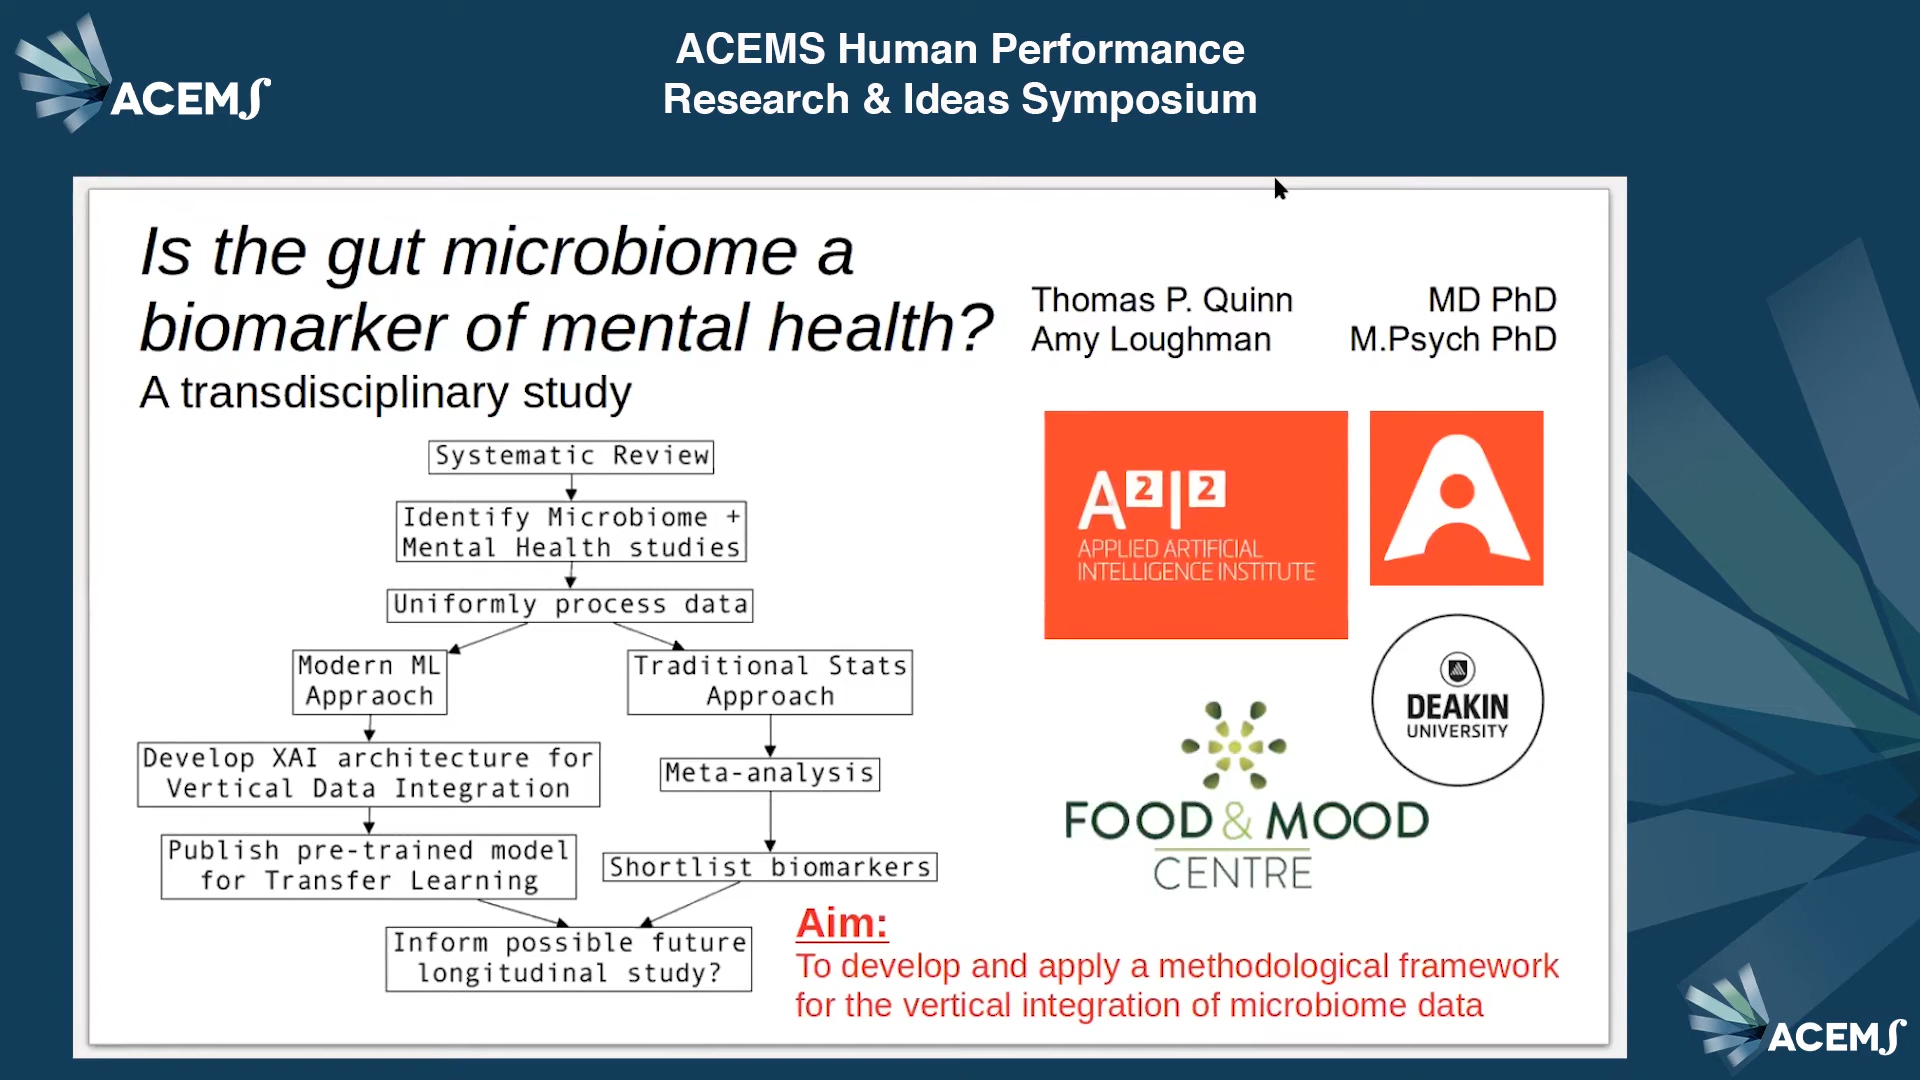 ACEMS
ACEMS Human Performance
Research & Ideas Symposium
Is the gut microbiome a
biomarker of mental health?
A transdisciplinary study
Thomas P. Quinn MD PhD
Amy Loughman M.Psych PhD
Systematic Review
Identify Microbiome +
Mental Health studies
Uniformly process data
Modern ML
Appraoch
Traditional Stats
Approach
Develop XAI architecture for
Vertical Data Integration
Meta-analysis
Publish pre-trained model
for Transfer Learning
Shortlist biomarkers
Inform possible future
longitudinal study?
A2I2
APPLIED ARTIFICIAL
INTELLIGENCE INSTITUTE
DEAKIN
UNIVERSITY
FOOD & MOOD
CENTRE
Aim:
To develop and apply a methodological framework
for the vertical integration of microbiome data
ACEMS